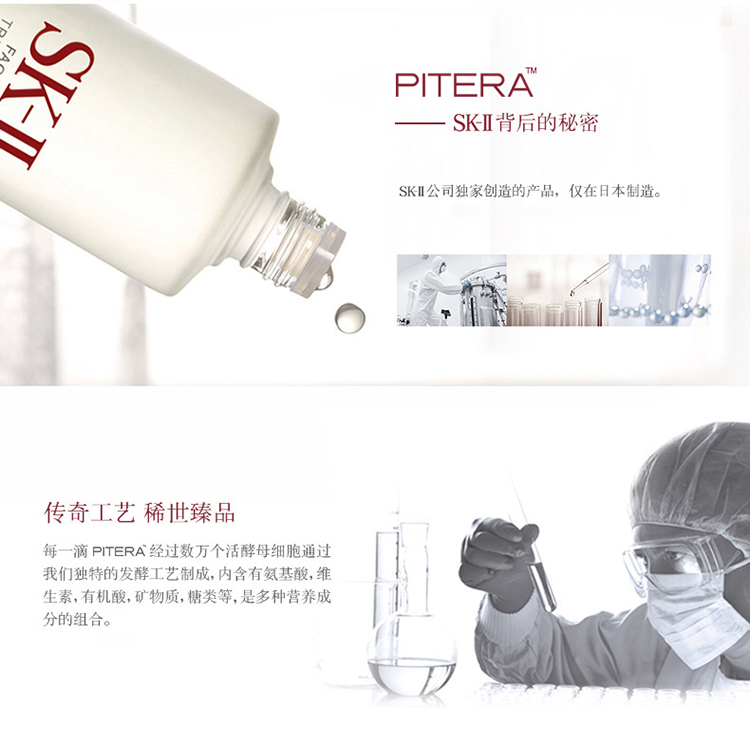 SK-II
FAC
TR
PITERA™
SK-II背后的秘密
SK-II公司独家创造的产品，仅在日本制造。
传奇工艺 稀世臻品
每一滴 PITERA™ 经过数万个活酵母细胞通过
我们独特的发酵工艺制成，内含有氨基酸，维
生素，有机酸，矿物质，糖类等，是多种营养成
分的组合。